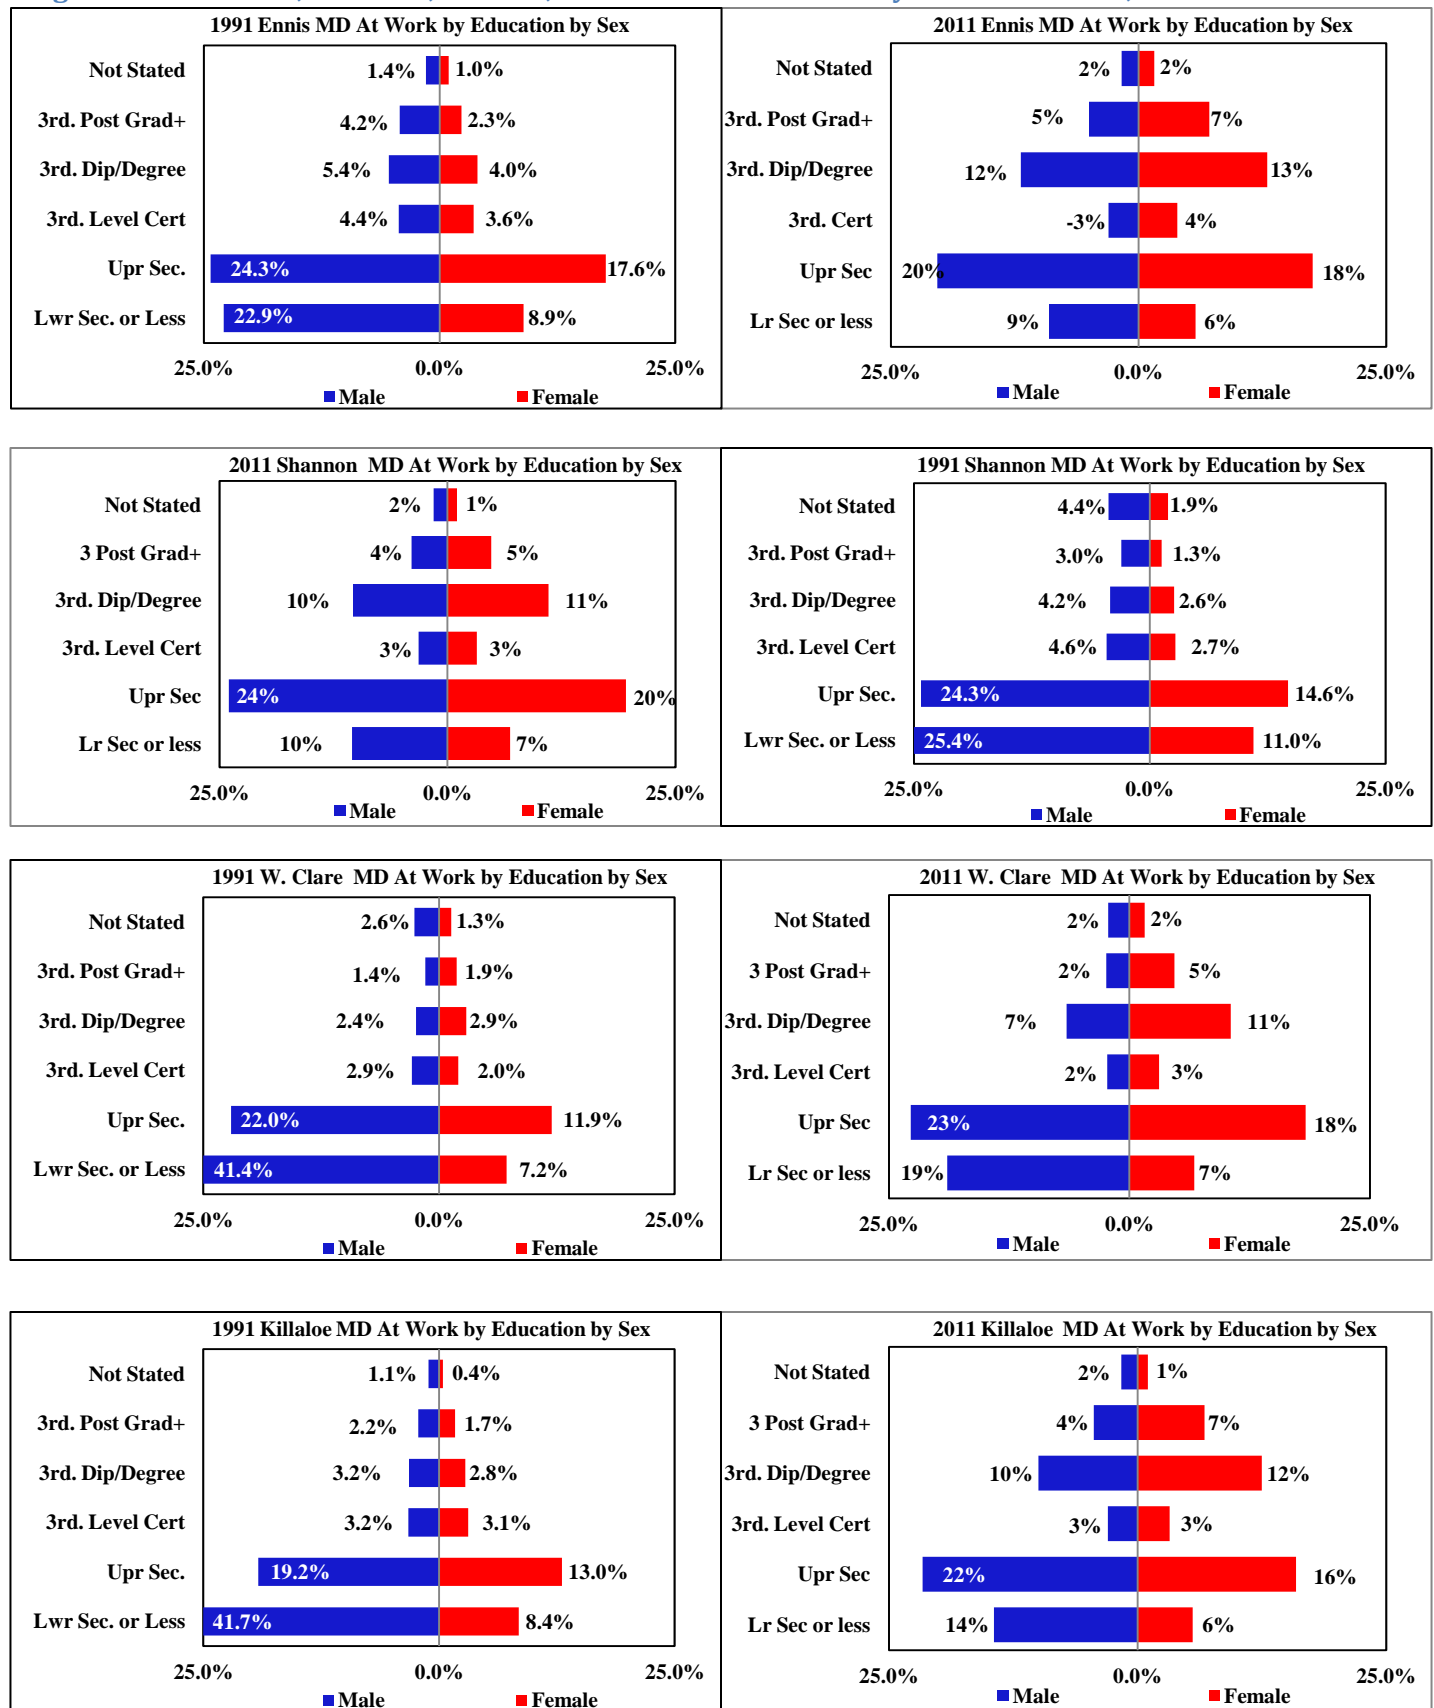 1991 Ennis MD At Work by Education by Sex
Not Stated 1.4% 1.0%
3rd. Post Grad+ 4.2% 2.3%
3rd. Dip/Degree 5.4% 4.0%
3rd. Level Cert 4.4% 3.6%
Upr Sec. 24.3% 17.6%
Lwr Sec. or Less 22.9% 8.9%
25.0% 0.0% 25.0%
Male Female
2011 Ennis MD At Work by Education by Sex
Not Stated 2% 2%
3rd. Post Grad+ 5% 7%
3rd. Dip/Degree 12% 13%
3rd. Cert -3% 4%
Upr Sec 20% 18%
Lr Sec or less 9% 6%
25.0% 0.0% 25.0%
Male Female
2011 Shannon MD At Work by Education by Sex
Not Stated 2% 1%
3 Post Grad+ 4% 5%
3rd. Dip/Degree 10% 11%
3rd. Level Cert 3% 3%
Upr Sec 24% 20%
Lr Sec or less 10% 7%
25.0% 0.0% 25.0%
Male Female
1991 Shannon MD At Work by Education by Sex
Not Stated 4.4% 1.9%
3rd. Post Grad+ 3.0% 1.3%
3rd. Dip/Degree 4.2% 2.6%
3rd. Level Cert 4.6% 2.7%
Upr Sec. 24.3% 14.6%
Lwr Sec. or Less 25.4% 11.0%
25.0% 0.0% 25.0%
Male Female
1991 W. Clare MD At Work by Education by Sex
Not Stated 2.6% 1.3%
3rd. Post Grad+ 1.4% 1.9%
3rd. Dip/Degree 2.4% 2.9%
3rd. Level Cert 2.9% 2.0%
Upr Sec. 22.0% 11.9%
Lwr Sec. or Less 41.4% 7.2%
25.0% 0.0% 25.0%
Male Female
2011 W. Clare MD At Work by Education by Sex
Not Stated 2% 2%
3 Post Grad+ 2% 5%
3rd. Dip/Degree 7% 11%
3rd. Level Cert 2% 3%
Upr Sec 23% 18%
Lr Sec or less 19% 7%
25.0% 0.0% 25.0%
Male Female
1991 Killaloe MD At Work by Education by Sex
Not Stated 1.1% 0.4%
3rd. Post Grad+ 2.2% 1.7%
3rd. Dip/Degree 3.2% 2.8%
3rd. Level Cert 3.2% 3.1%
Upr Sec. 19.2% 13.0%
Lwr Sec. or Less 41.7% 8.4%
25.0% 0.0% 25.0%
Male Female
2011 Killaloe MD At Work by Education by Sex
Not Stated 2% 1%
3 Post Grad+ 4% 7%
3rd. Dip/Degree 10% 12%
3rd. Level Cert 3% 3%
Upr Sec 22% 16%
Lr Sec or less 14% 6%
25.0% 0.0% 25.0%
Male Female